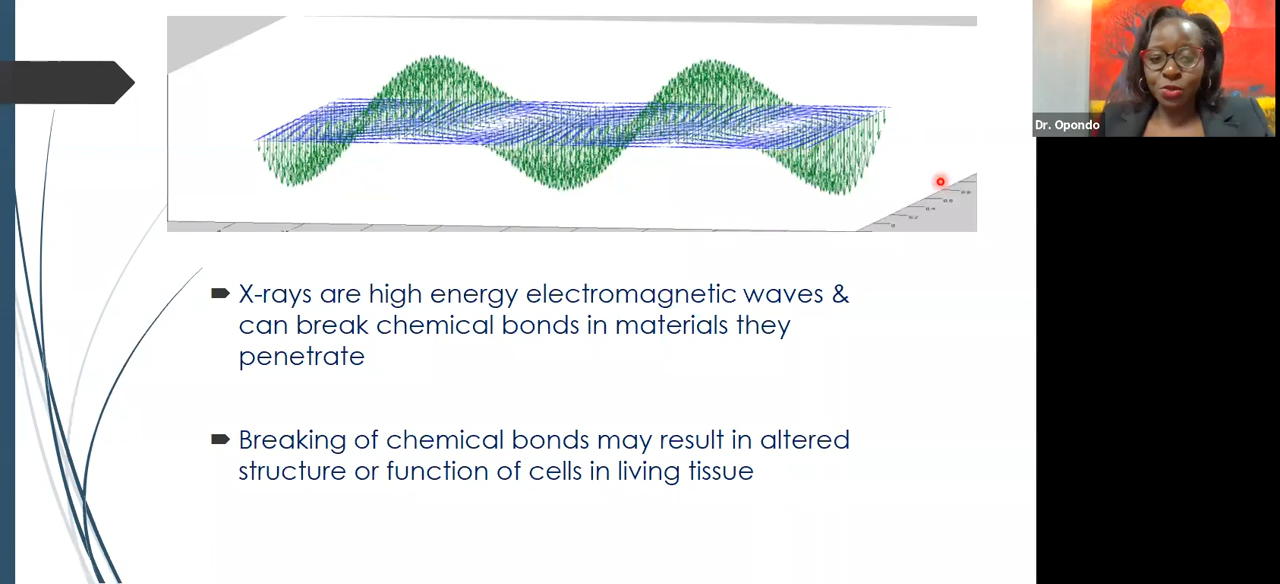 Dr. Opondo
X-rays are high energy electromagnetic waves &
can break chemical bonds in materials they
penetrate
Breaking of chemical bonds may result in altered
structure or function of cells in living tissue